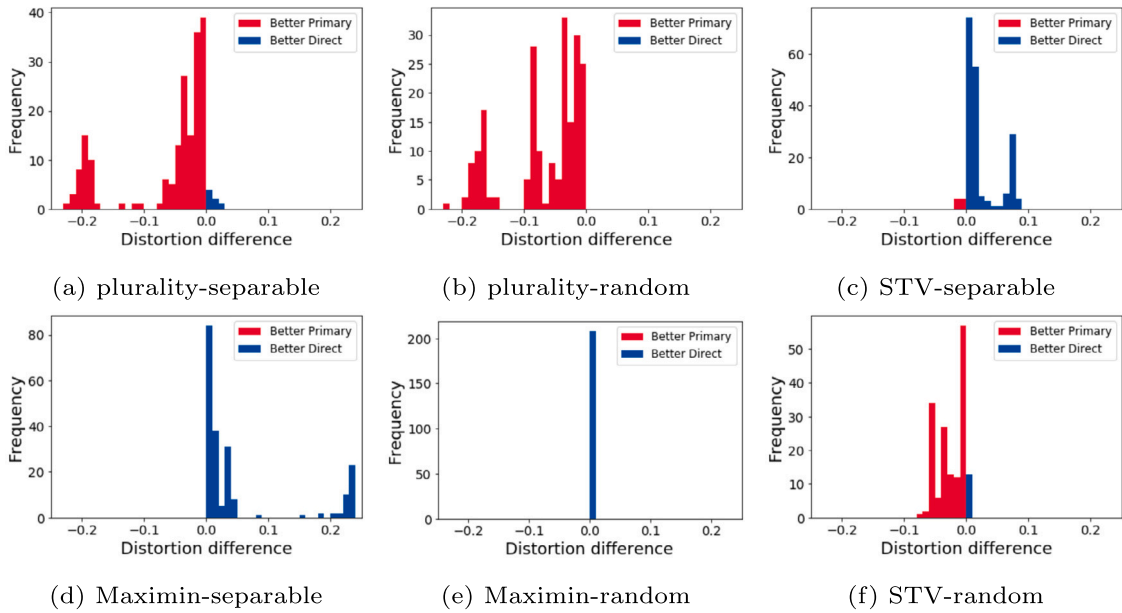 40
30
20
10
0
Frequency
Better Primary
Better Direct
−0.2 −0.1 0.0 0.1 0.2
Distortion difference
(a) plurality-separable
30
25
20
15
10
5
0
Frequency
Better Primary
Better Direct
−0.2 −0.1 0.0 0.1 0.2
Distortion difference
(b) plurality-random
60
40
20
0
Frequency
Better Primary
Better Direct
−0.2 −0.1 0.0 0.1 0.2
Distortion difference
(c) STV-separable
80
60
40
20
0
Frequency
Better Primary
Better Direct
−0.2 −0.1 0.0 0.1 0.2
Distortion difference
(d) Maximin-separable
200
150
100
50
0
Frequency
Better Primary
Better Direct
−0.2 −0.1 0.0 0.1 0.2
Distortion difference
(e) Maximin-random
50
40
30
20
10
0
Frequency
Better Primary
Better Direct
−0.2 −0.1 0.0 0.1 0.2
Distortion difference
(f) STV-random